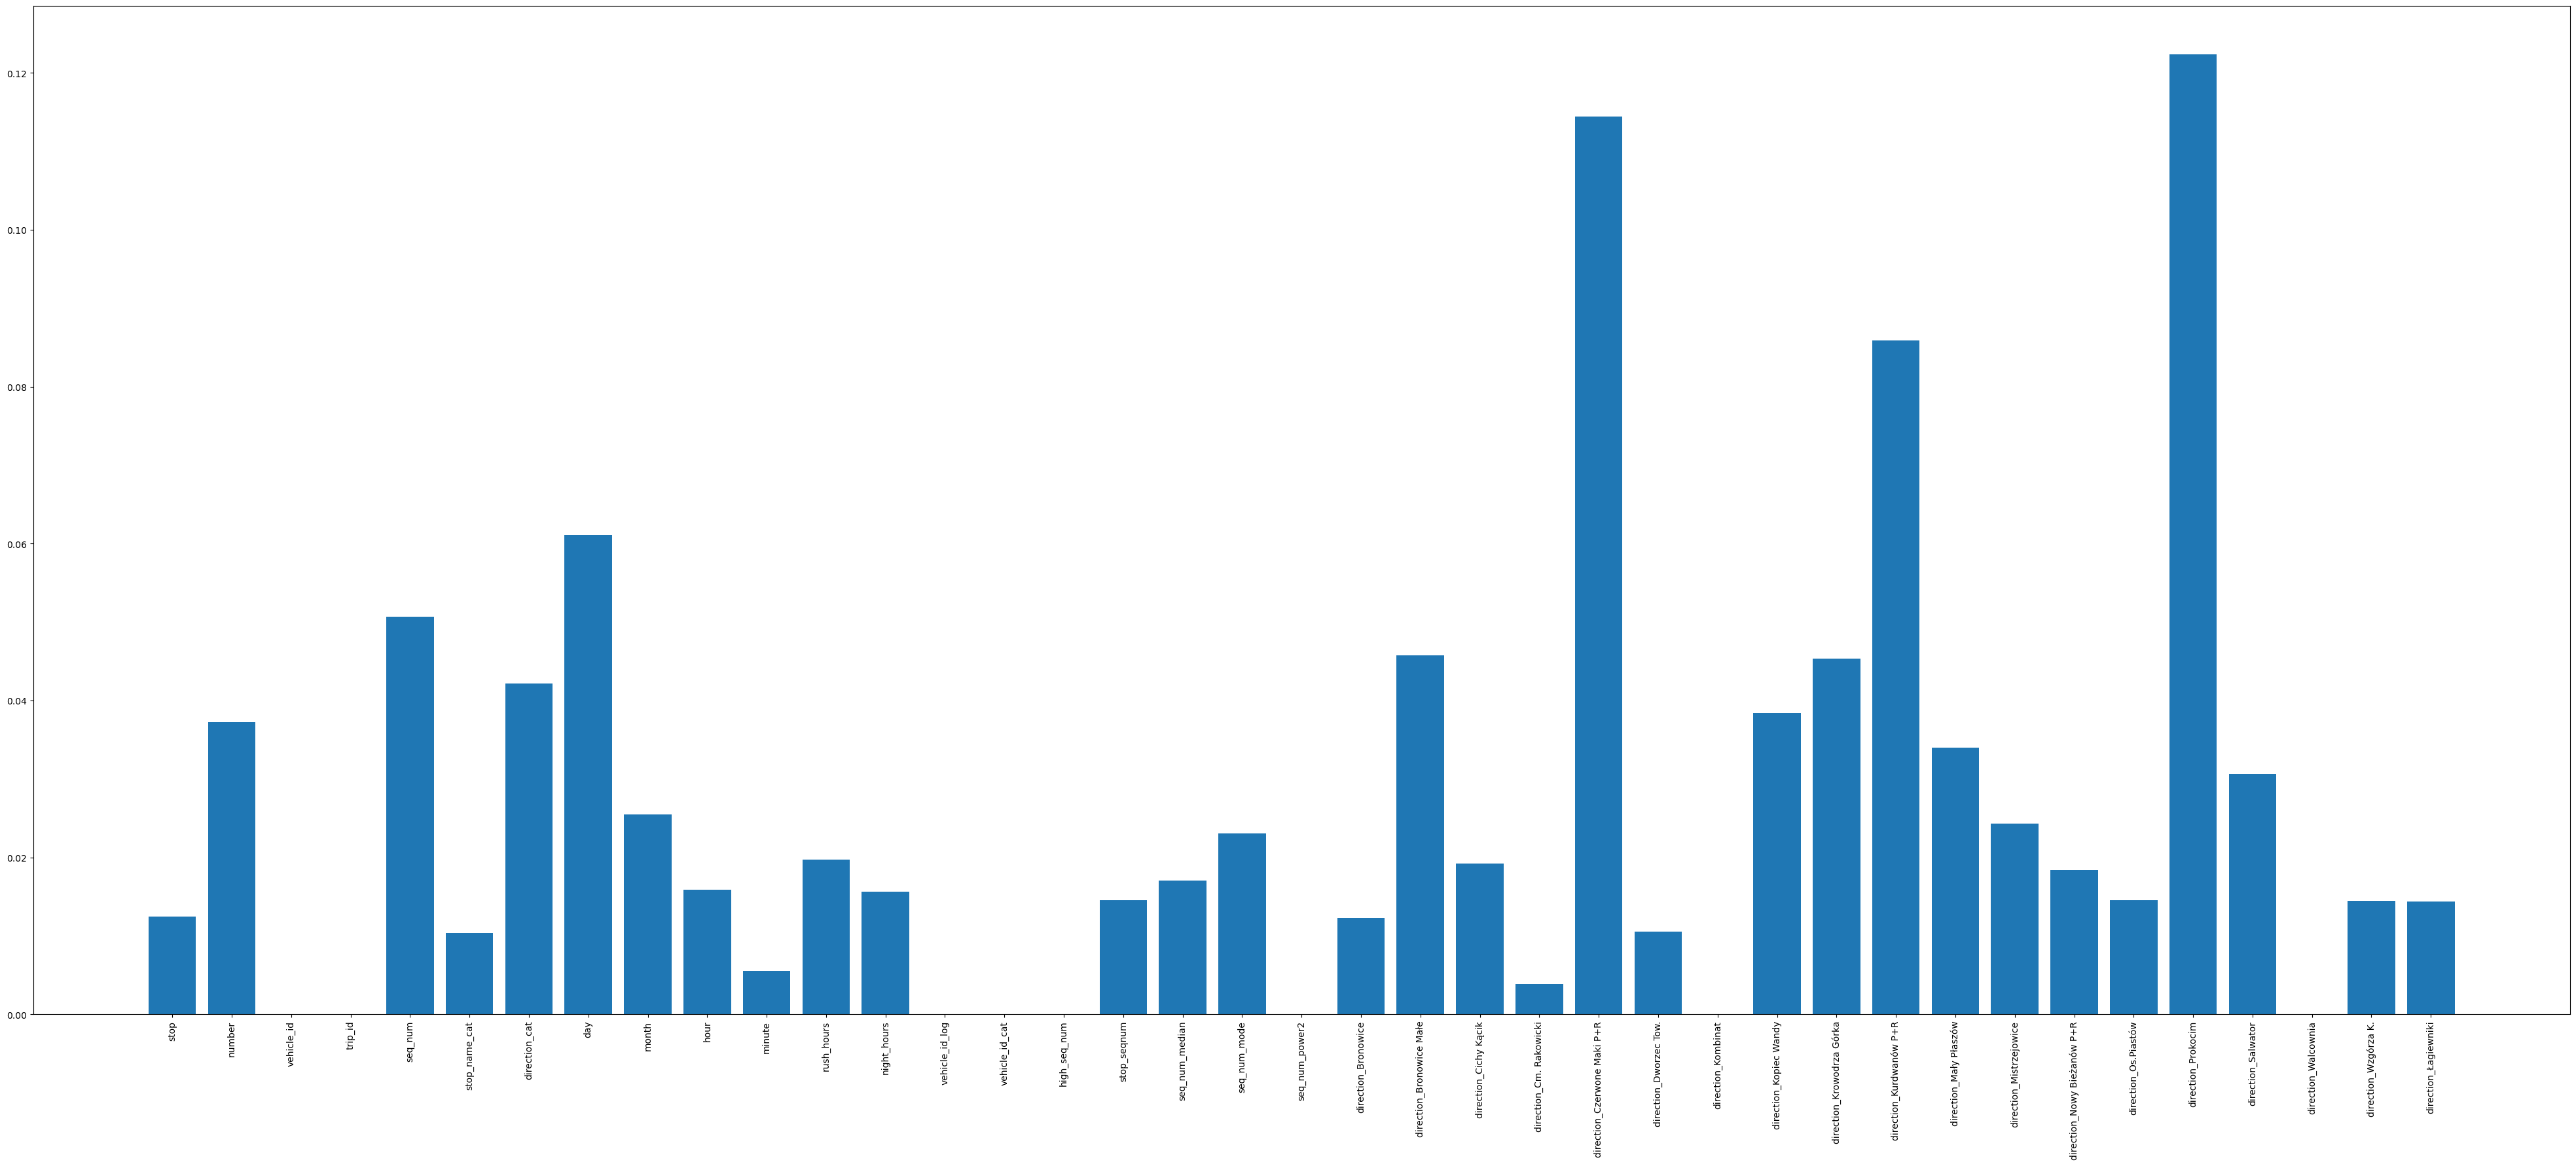 0.12
0.10
0.08
0.06
0.04
0.02
0.00
stop
number
vehicle_id
trip_id
seq_num
stop_name_cat
direction_cat
day
month
hour
minute
rush_hours
night_hours
vehicle_id_log
vehicle_id_cat
high_seq_num
stop_seqnum
seq_num_median
seq_num_mode
seq_num_power2
direction_Bronowice
direction_Bronowice Małe
direction_Cichy Kącik
direction_Cm. Rakowicki
direction_Czerwone Maki P+R
direction_Dworzec Tow.
direction_Kombinat
direction_Kopiec Wandy
direction_Krowodrza Górka
direction_Kurdwanów P+R
direction_Mały Płaszów
direction_Mistrzejowice
direction_Nowy Bieżanów P+R
direction_Os.Piastów
direction_Prokocim
direction_Salwator
direction_Walcownia
direction_Wzgórza K.
direction_Łagiewniki